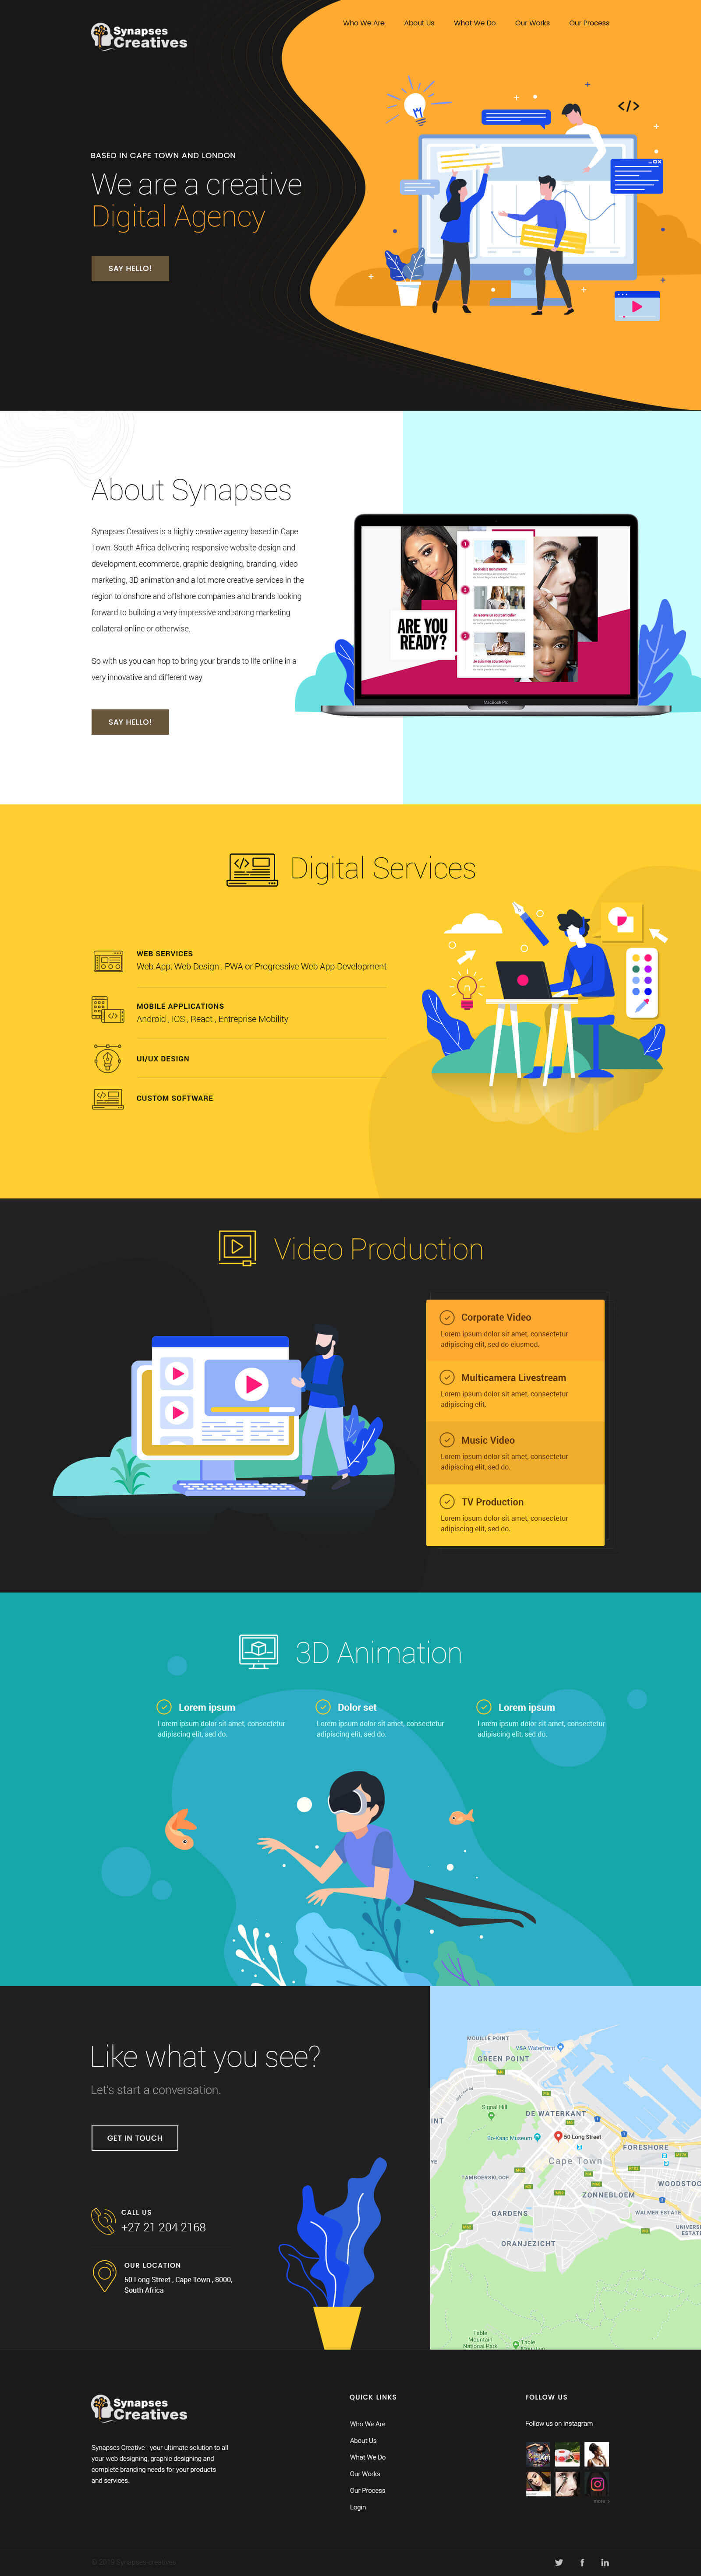 Synapses
Creatives
Who We Are
About Us
What We Do
Our Works
Our Process
BASED IN CAPE TOWN AND LONDON
We are a creative
Digital Agency
SAY HELLO!
</>
About Synapses
Synapses Creatives is a highly creative agency based in Cape
Town, South Africa delivering responsive website design and
development, ecommerce, graphic designing, branding, video
marketing, 3D animation and a lot more creative services in the
region to onshore and offshore companies and brands looking
forward to building a very impressive and strong marketing
collateral online or otherwise.
So with us you can hop to bring your brands to life online in a
very innovative and different way.
SAY HELLO!
ARE YOU
READY?
1
2
3
MacBook Pro
Digital Services
WEB SERVICES
Web App, Web Design , PWA or Progressive Web App Development
MOBILE APPLICATIONS
Android , IOS , React , Entreprise Mobility
UI/UX DESIGN
CUSTOM SOFTWARE
Video Production
Corporate Video
Lorem ipsum dolor sit amet, consectetur
adipiscing elit, sed do eiusmod.
Multicamera Livestream
Lorem ipsum dolor sit amet, consectetur
adipiscing elit.
Music Video
Lorem ipsum dolor sit amet, consectetur
adipiscing elit, sed do.
TV Production
Lorem ipsum dolor sit amet, consectetur
adipiscing elit, sed do.
3D Animation
Lorem ipsum
Lorem ipsum dolor sit amet, consectetur
adipiscing elit, sed do.
Dolor set
Lorem ipsum dolor sit amet, consectetur
adipiscing elit, sed do.
Lorem ipsum
Lorem ipsum dolor sit amet, consectetur
adipiscing elit, sed do.
Like what you see?
Let's start a conversation.
GET IN TOUCH
CALL US
+27 21 204 2168
OUR LOCATION
50 Long Street , Cape Town , 8000,
South Africa
MOUILLE POINT
V&A Waterfront
GREEN POINT
Signal Hill
DE WATERKANT
INT
Bo-Kaap Museum
50 Long Street
FORESHORE
Cape Town
TAMBOERSKLOOF
WOODSTOC
ZONNEBLOEM
GARDENS
WALMER ESTATE
UNIVERS
ESTAT
ORANJEZICHT
Table
Mountain
National Park
Table
Mountain
Synapses
Creatives
Synapses Creative - your ultimate solution to all
your web designing, graphic designing and
complete branding needs for your products
and services.
QUICK LINKS
Who We Are
About Us
What We Do
Our Works
Our Process
Login
FOLLOW US
Follow us on instagram
more
© 2019 Synapses-creatives